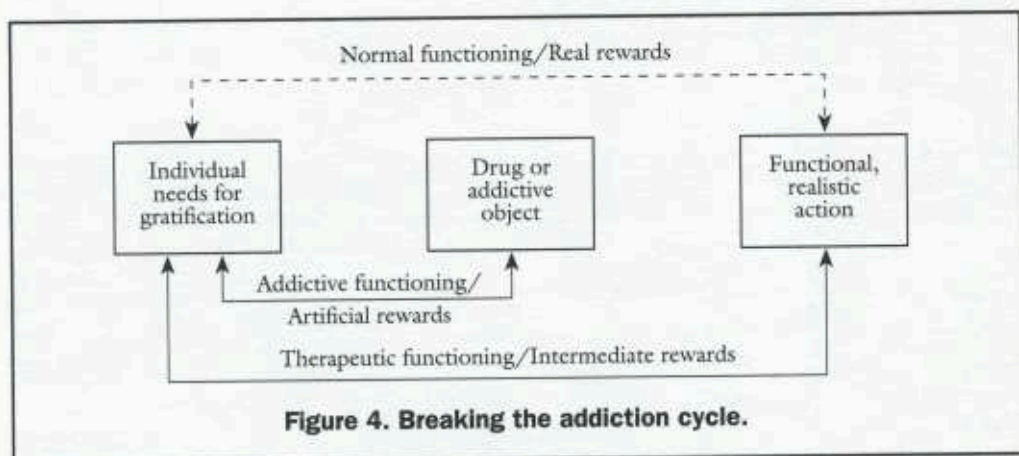 Normal functioning/Real rewards
Individual
needs for
gratification
Drug or
addictive
object
Functional,
realistic
action
Addictive functioning/
Artificial rewards
Therapeutic functioning/Intermediate rewards
Figure 4. Breaking the addiction cycle.